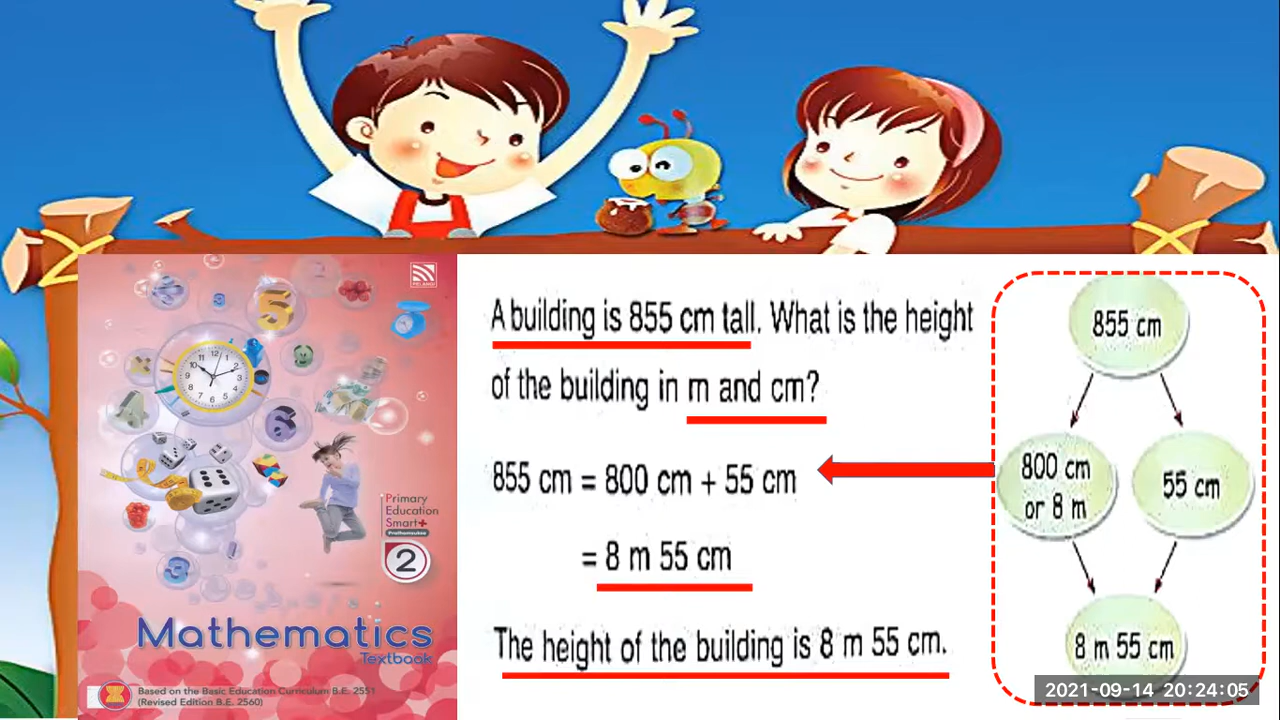 PELANGI
Primary
Education
Smart+
2
Mathematics
Textbook
Based on the Basic Education Curriculum B.E. 2551
(Revised Edition B.E. 2560)
A building is 855 cm tall. What is the height
of the building in m and cm?
855 cm = 800 cm + 55 cm
= 8 m 55 cm
The height of the building is 8 m 55 cm.
855 cm
800 cm
or 8 m
55 cm
8 m 55 cm
2021-09-14 20:24:05